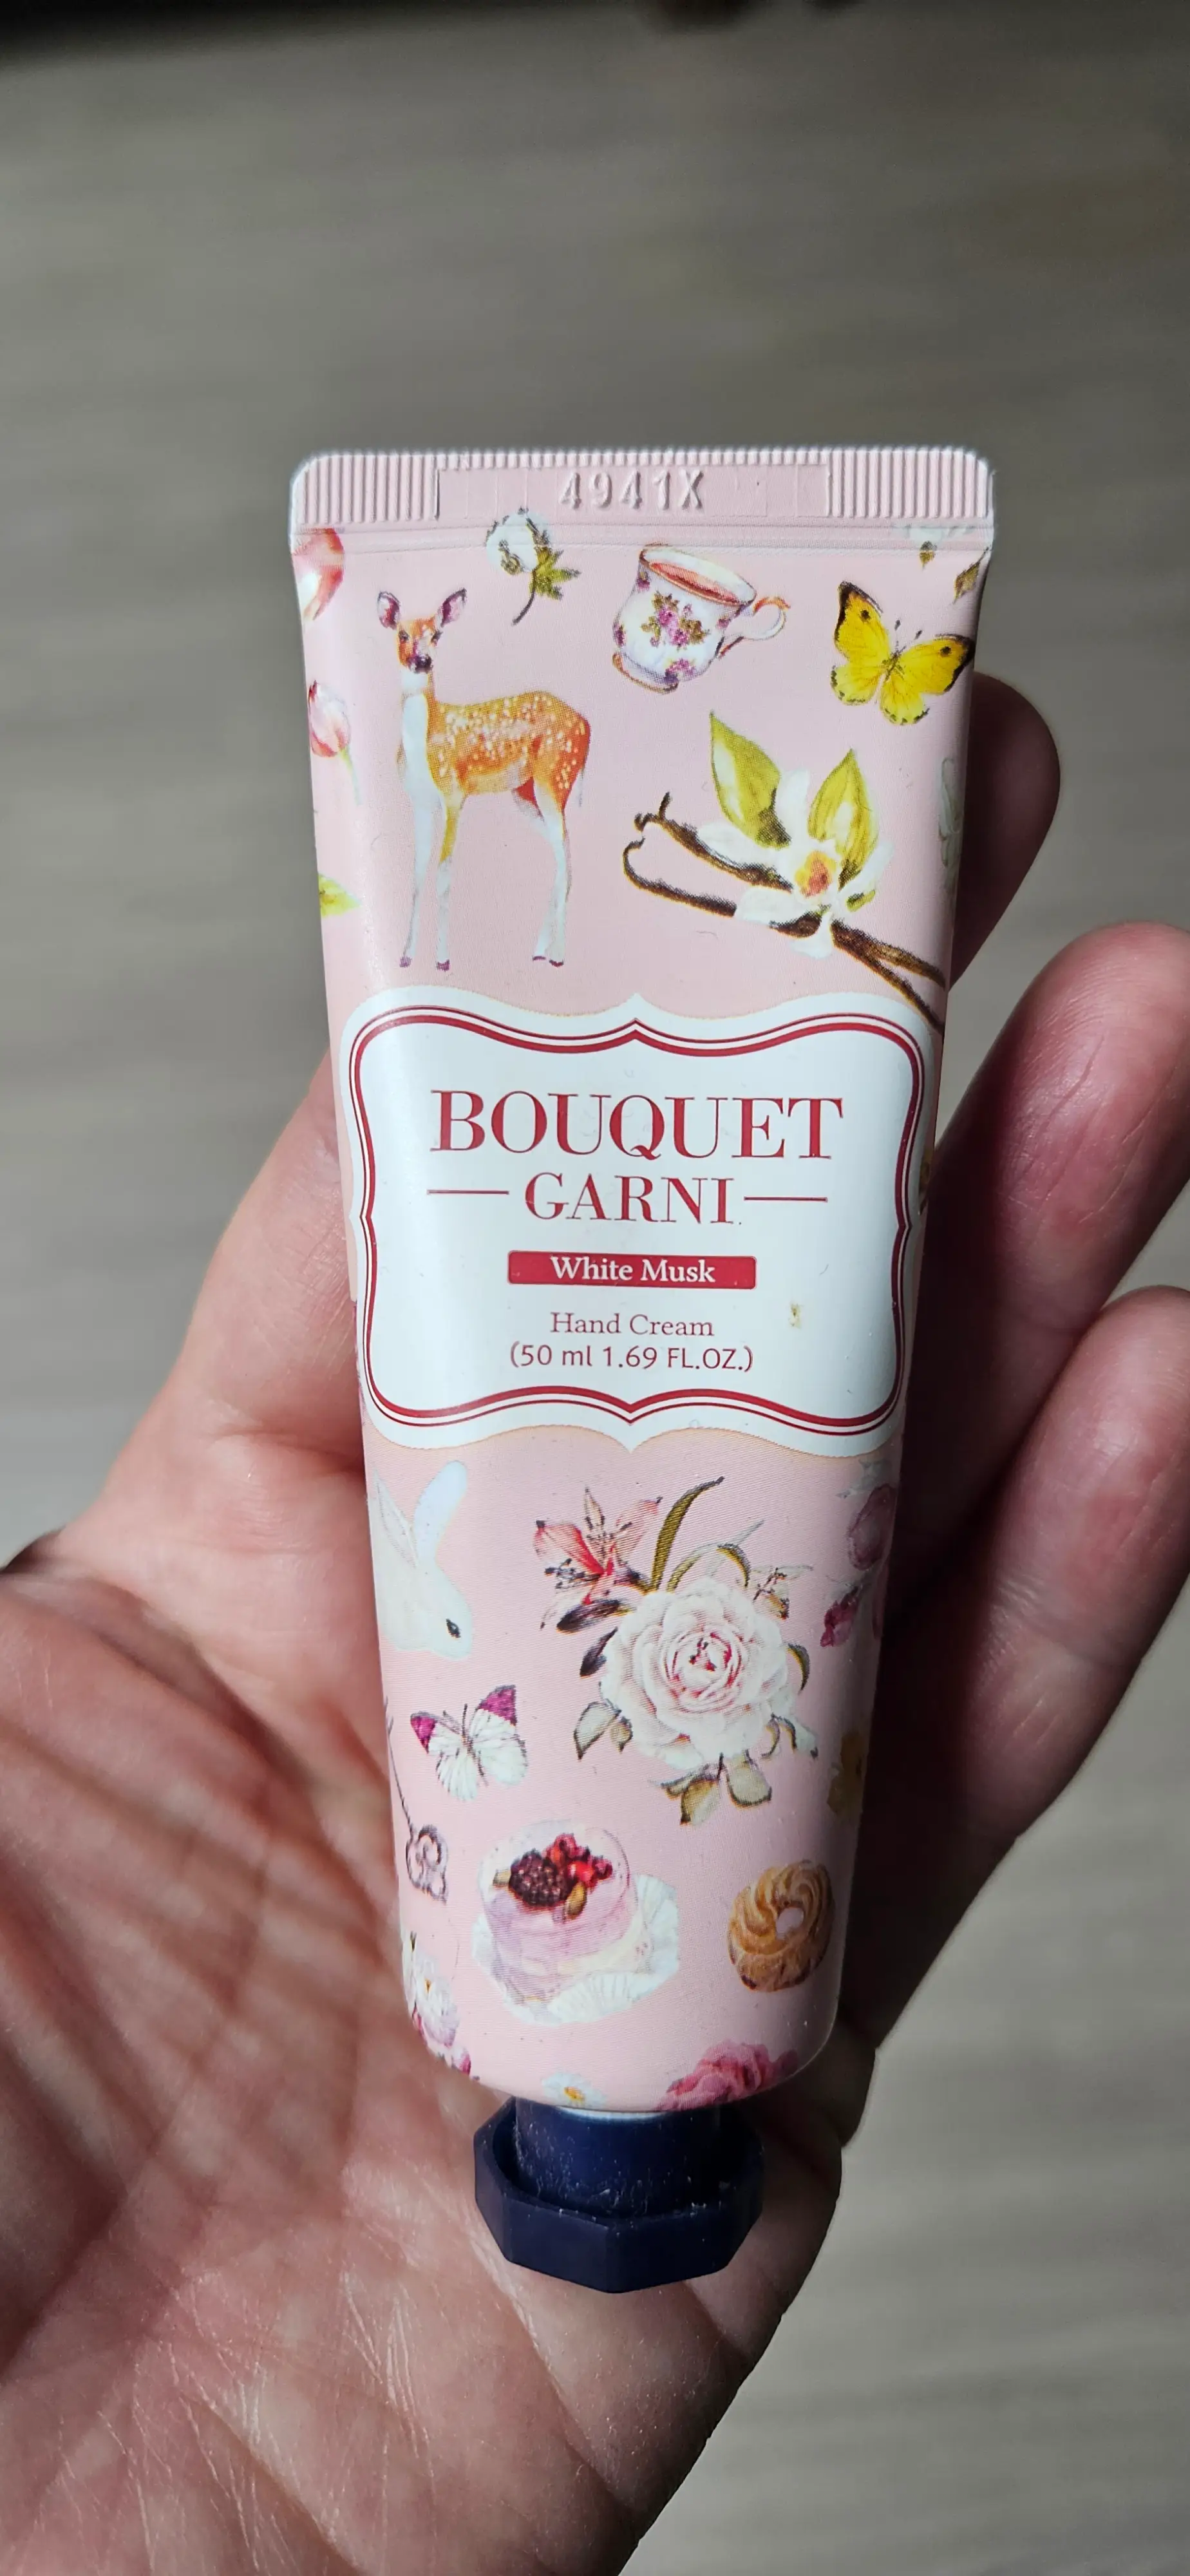 4941X
BOUQUET
GARNI
White Musk
Hand Cream
(50 ml 1.69 FL.OZ.)